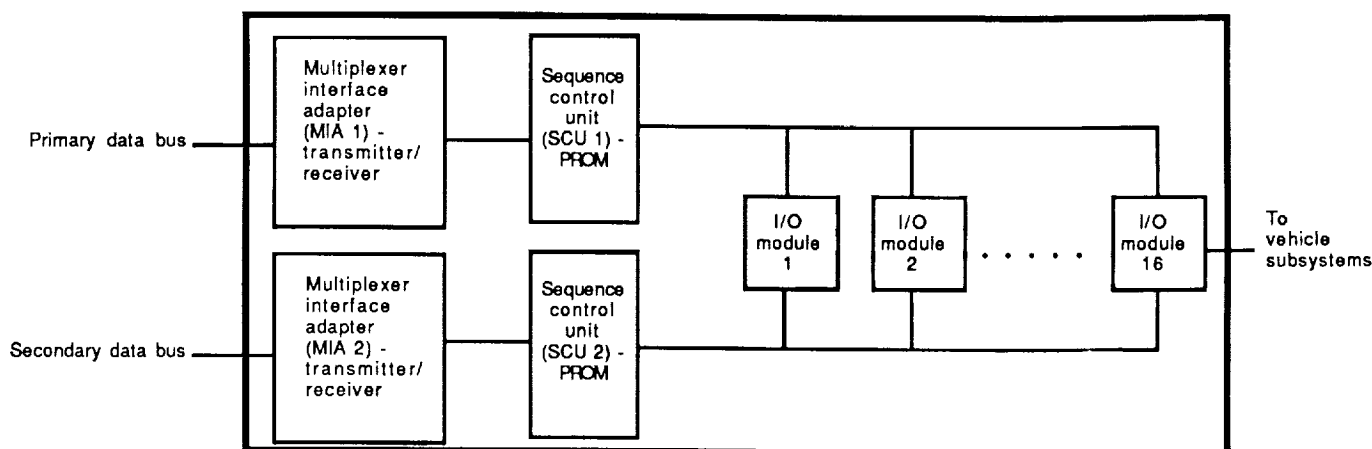 Primary data bus
Multiplexer
interface
adapter
(MIA 1) -
transmitter/
receiver
Sequence
control
unit
(SCU 1) -
PROM
I/O
module
1
I/O
module
2
. . . . .
I/O
module
16
To
vehicle
subsystems
Secondary data bus
Multiplexer
interface
adapter
(MIA 2) -
transmitter/
receiver
Sequence
control
unit
(SCU 2) -
PROM